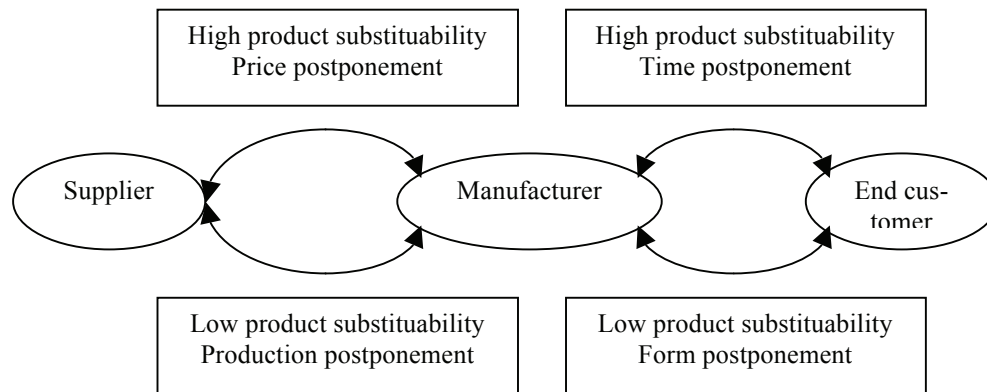 High product substituability
Price postponement
High product substituability
Time postponement
Supplier
Manufacturer
End cus-
tomer
Low product substituability
Production postponement
Low product substituability
Form postponement